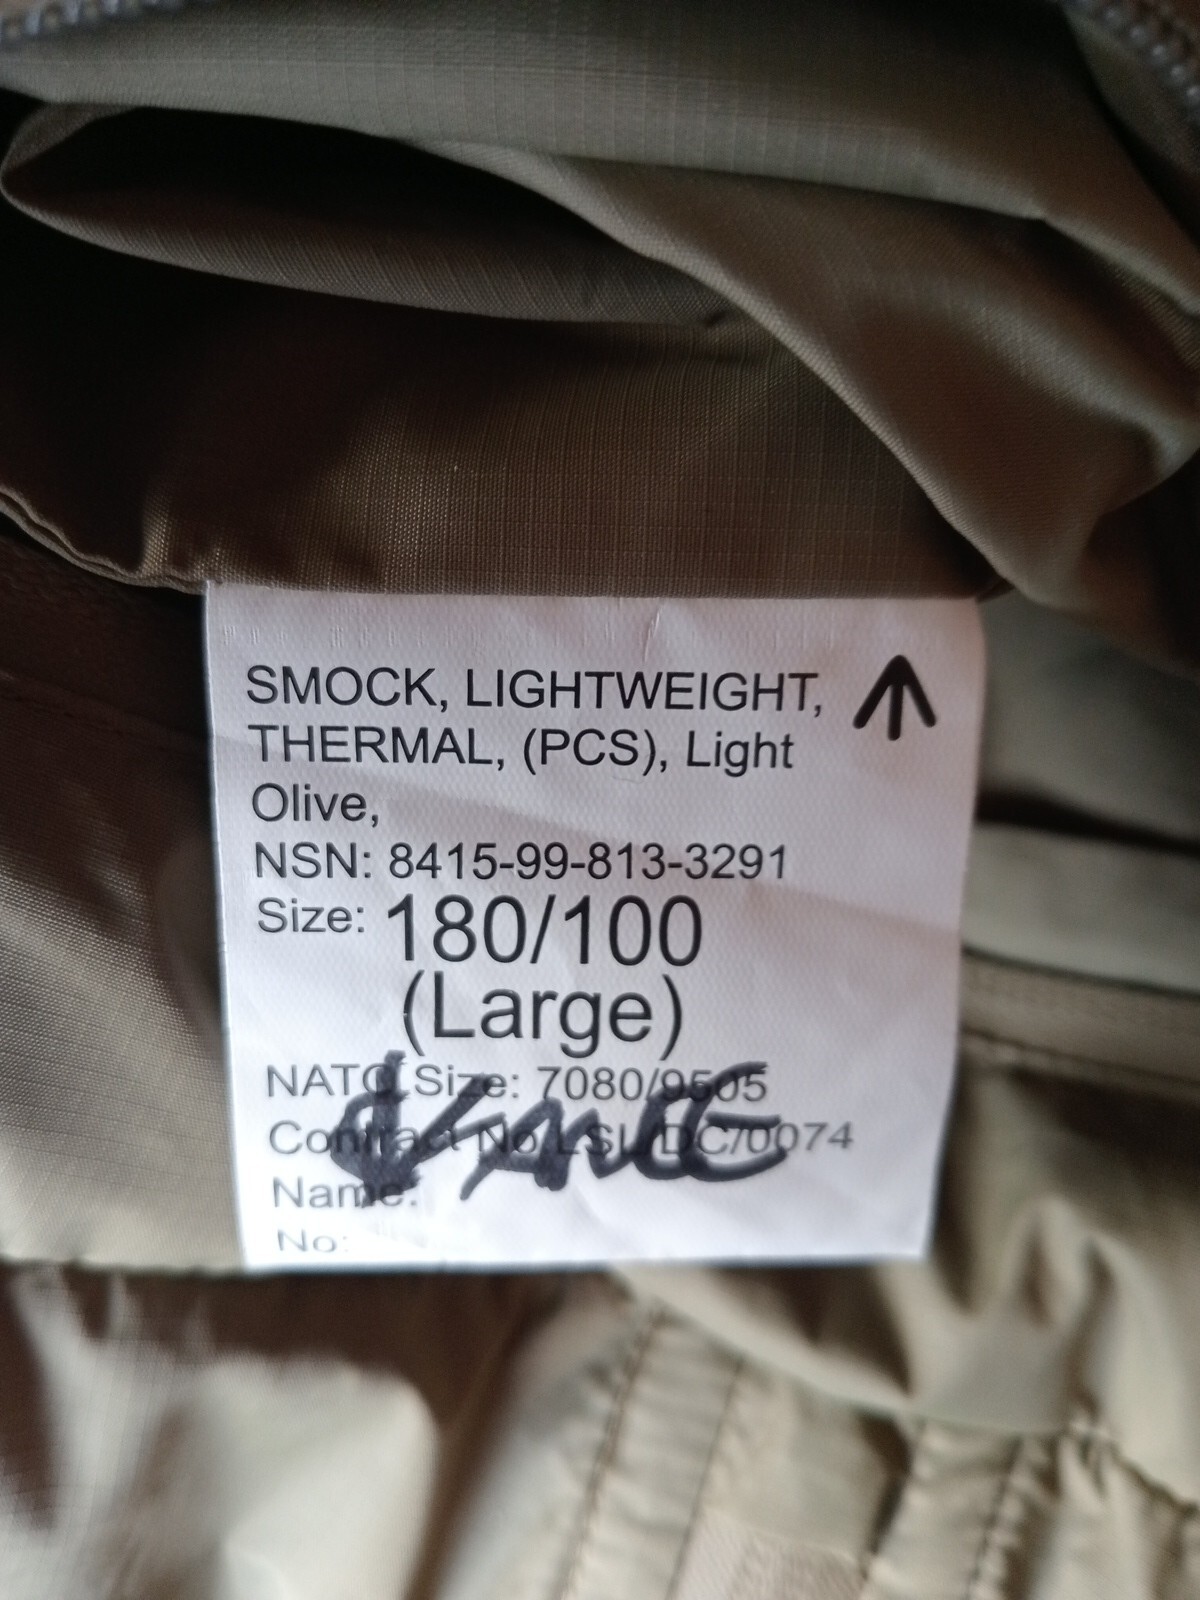 SMOCK, LIGHTWEIGHT,
THERMAL, (PCS), Light
Olive,
NSN: 8415-99-813-3291
Size: 180/100
(Large)
NATO Size: 7080/9505
Contract No LSL/DC/0074
Name:
No: